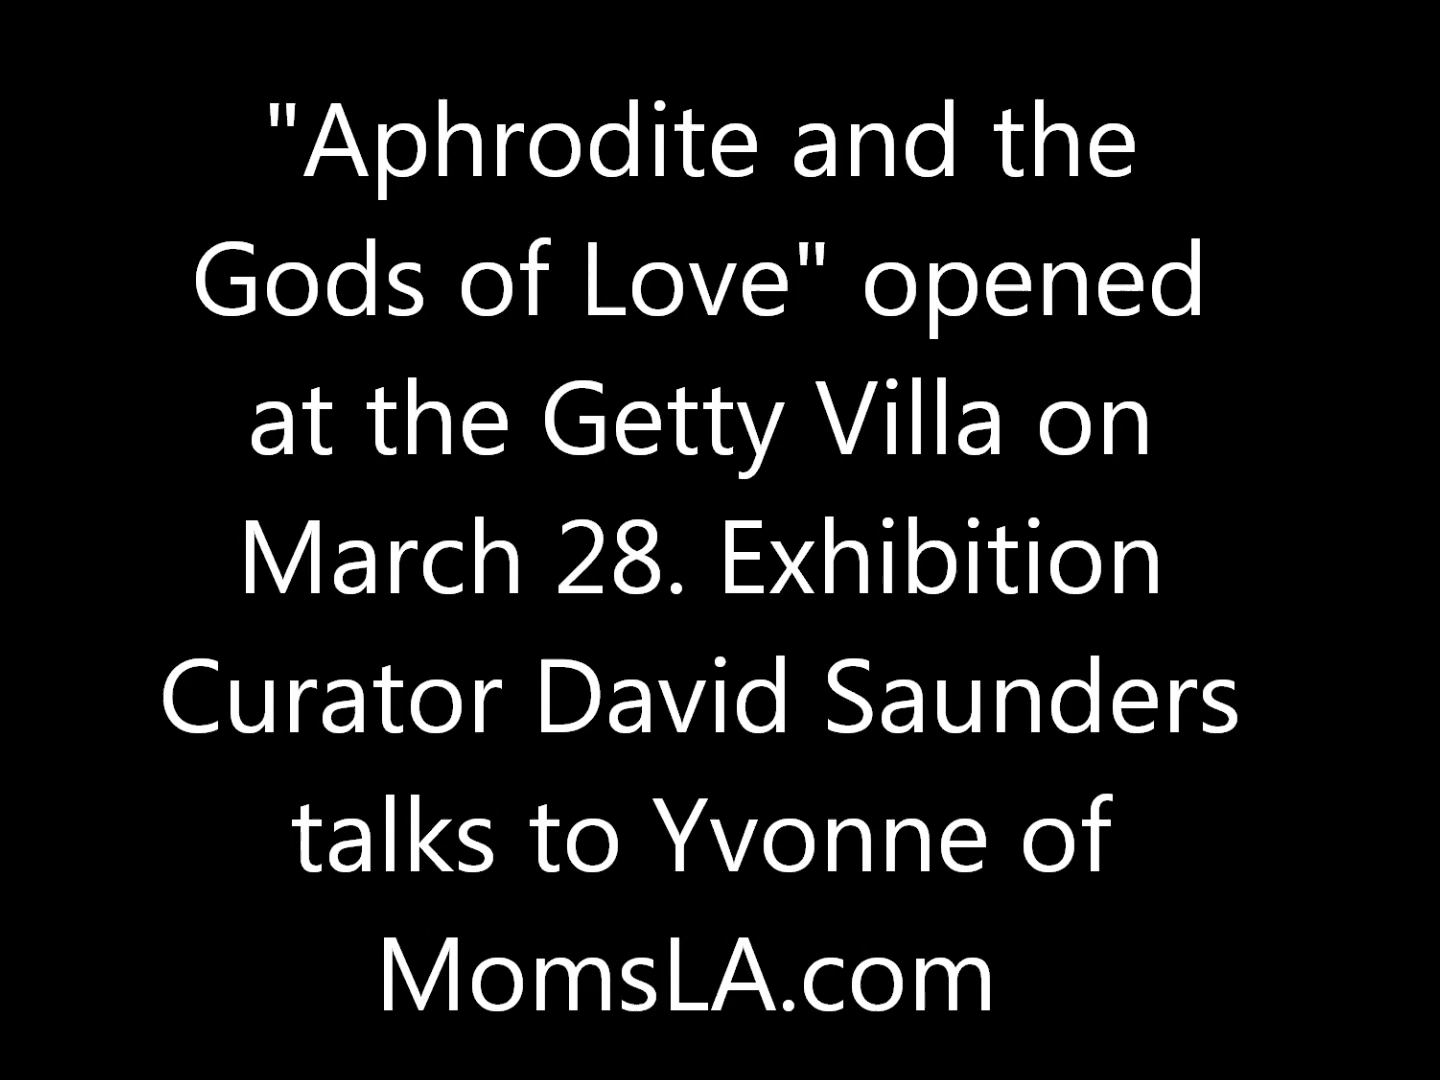 "Aphrodite and the
Gods of Love" opened
at the Getty Villa on
March 28. Exhibition
Curator David Saunders
talks to Yvonne of
MomsLA.com